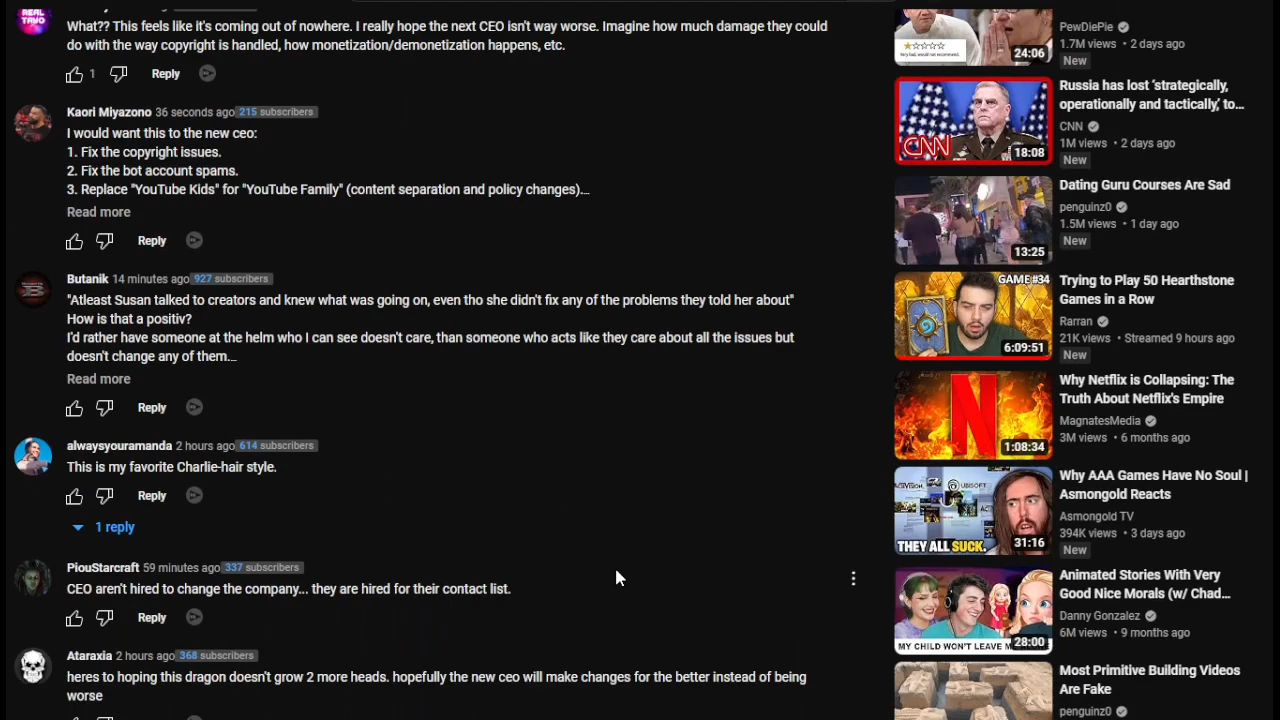 REAL
TAYO
What?? This feels like it's coming out of nowhere. I really hope the next CEO isn't way worse. Imagine how much damage they could
do with the way copyright is handled, how monetization/demonetization happens, etc.
1
Reply
Kaori Miyazono 36 seconds ago 215 subscribers
I would want this to the new ceo:
1. Fix the copyright issues.
2. Fix the bot account spams.
3. Replace "YouTube Kids" for "YouTube Family" (content separation and policy changes)...
Read more
Reply
Butanik 14 minutes ago 927 subscribers
"Atleast Susan talked to creators and knew what was going on, even tho she didn't fix any of the problems they told her about"
How is that a positiv?
I'd rather have someone at the helm who I can see doesn't care, than someone who acts like they care about all the issues but
doesn't change any of them...
Read more
Reply
alwaysyouramanda 2 hours ago 614 subscribers
This is my favorite Charlie-hair style.
Reply
1 reply
PiouStarcraft 59 minutes ago 337 subscribers
CEO aren't hired to change the company... they are hired for their contact list.
Reply
Ataraxia 2 hours ago 368 subscribers
heres to hoping this dragon doesn't grow 2 more heads. hopefully the new ceo will make changes for the better instead of being
worse
24:06
PewDiePie
1.7M views • 2 days ago
New
CNN
18:08
Russia has lost ‘strategically,
operationally and tactically,’ to...
CNN
1M views • 2 days ago
New
13:25
Dating Guru Courses Are Sad
penguinz0
1.5M views • 1 day ago
New
GAME #34
6:09:51
Trying to Play 50 Hearthstone
Games in a Row
Rarran
21K views • Streamed 9 hours ago
New
N
1:08:34
Why Netflix is Collapsing: The
Truth About Netflix's Empire
MagnatesMedia
3M views • 6 months ago
UBISOFT
THEY ALL SUCK.
31:16
Why AAA Games Have No Soul |
Asmongold Reacts
Asmongold TV
394K views • 3 days ago
New
MY CHILD WON'T LEAVE
28:00
Animated Stories With Very
Good Nice Morals (w/ Chad...
Danny Gonzalez
6M views • 9 months ago
Most Primitive Building Videos
Are Fake
penguinz0